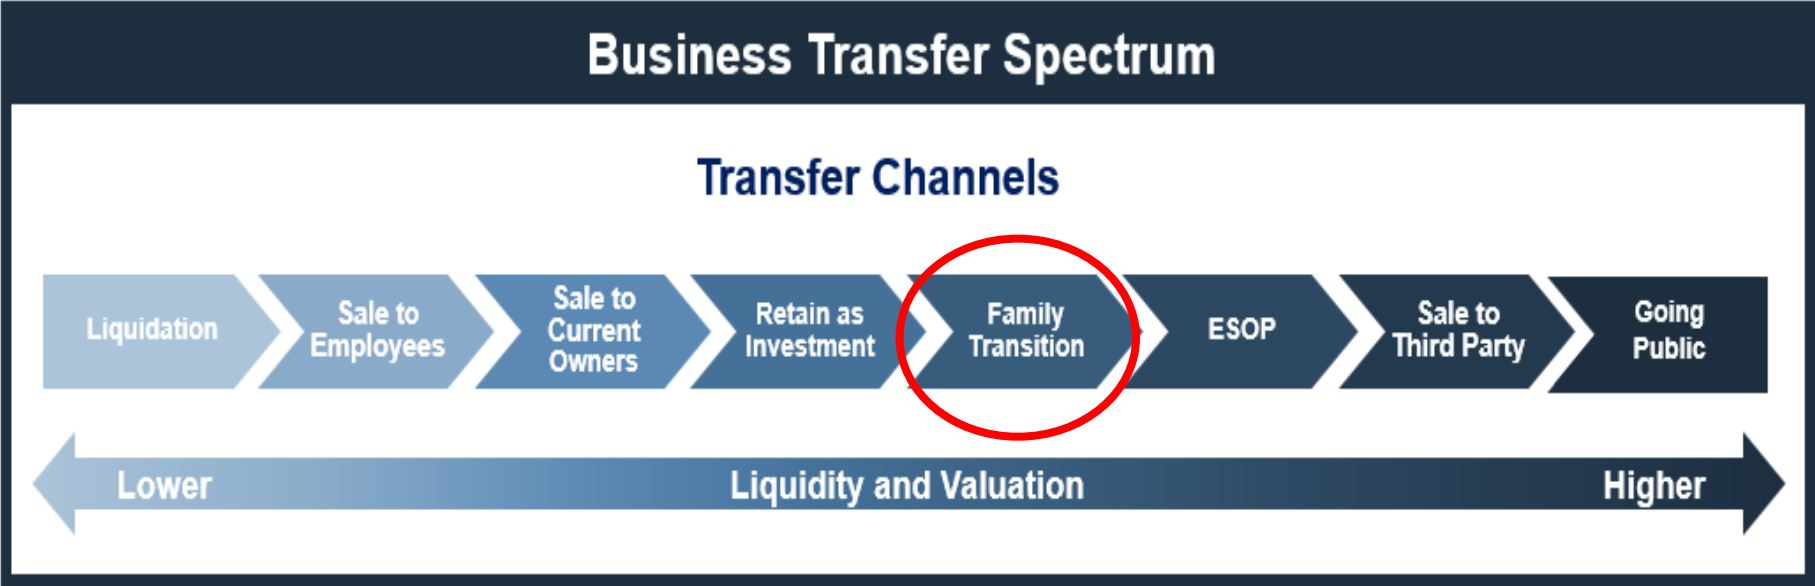 Business Transfer Spectrum
Transfer Channels
Liquidation
Sale to
Employees
Sale to
Current
Owners
Retain as
Investment
Family
Transition
ESOP
Sale to
Third Party
Going
Public
Lower
Liquidity and Valuation
Higher